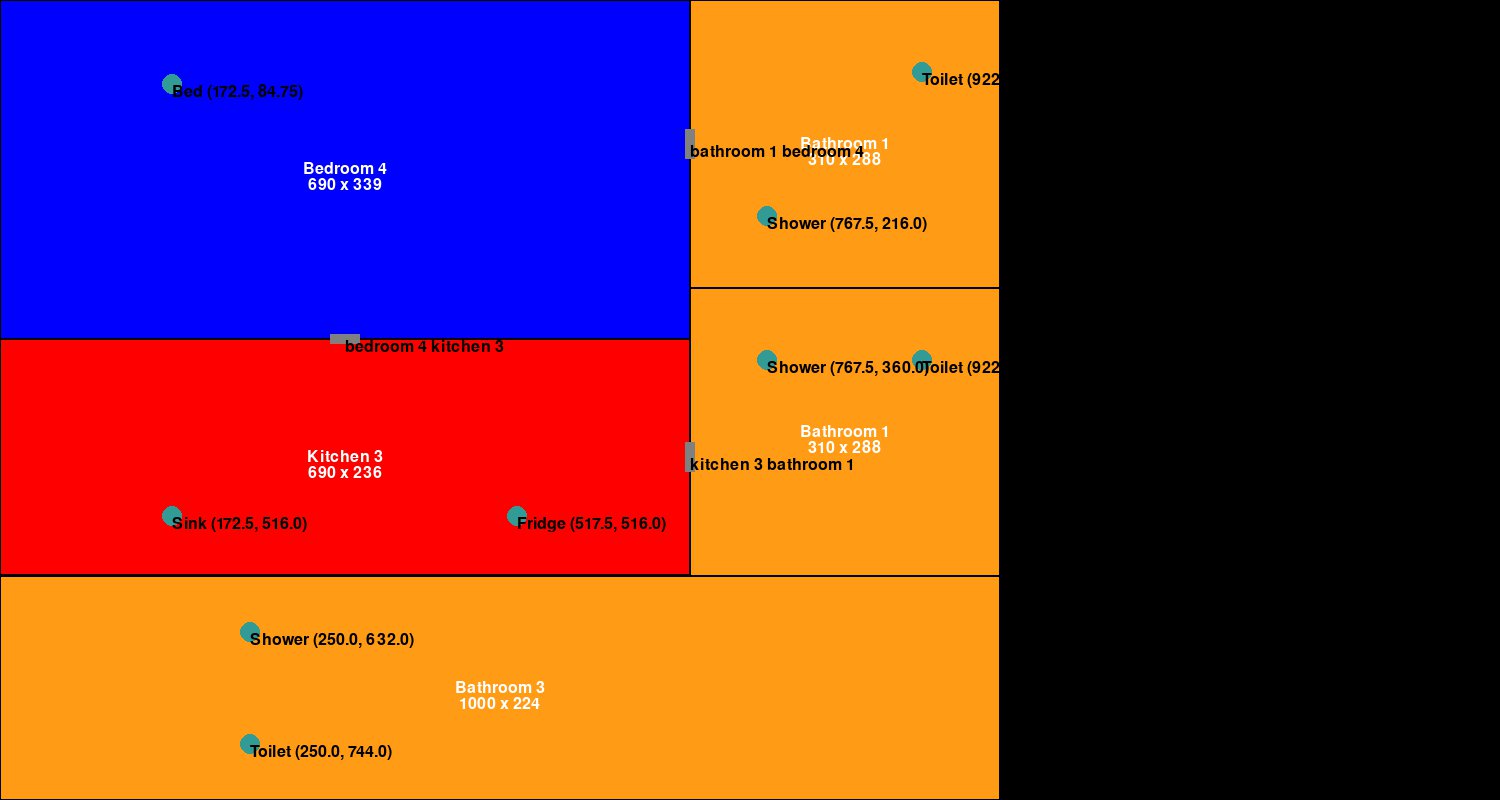 Bed (172.5, 84.75)
Bedroom 4
690 x 339
Toilet (922
Bathroom 1
310 x 288
bathroom 1 bedroom 4
Shower (767.5, 216.0)
bedroom 4 kitchen 3
Kitchen 3
690 x 236
Sink (172.5, 516.0)
Fridge (517.5, 516.0)
Shower (767.5, 360.0)
Toilet (922
Bathroom 1
310 x 288
kitchen 3 bathroom 1
Shower (250.0, 632.0)
Bathroom 3
1000 x 224
Toilet (250.0, 744.0)